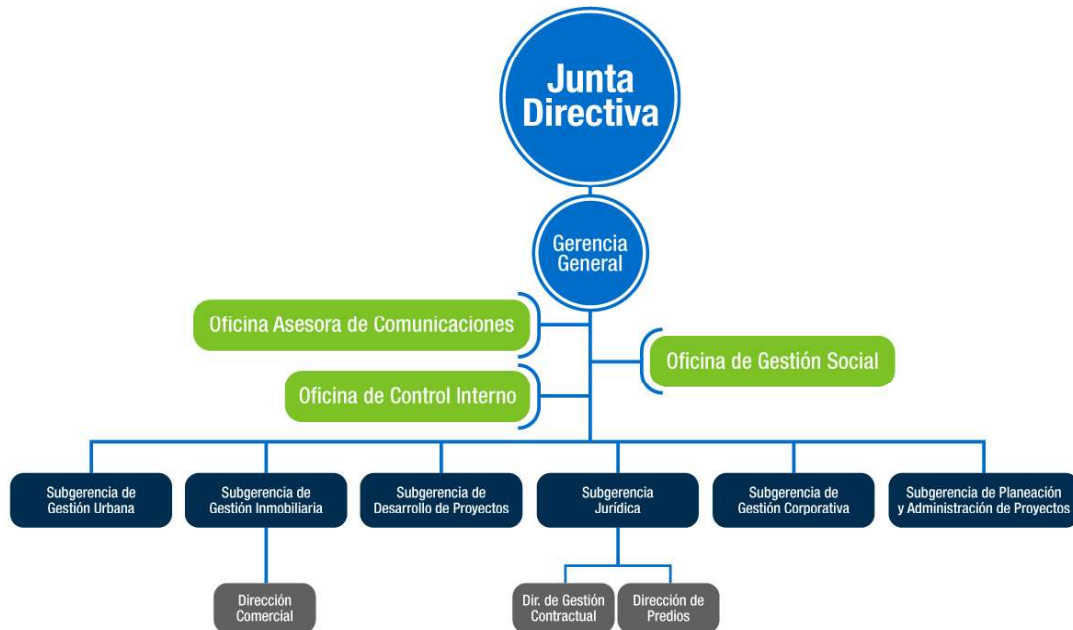 Junta
Directiva
Gerencia
General
Oficina Asesora de Comunicaciones
Oficina de Gestión Social
Oficina de Control Interno
Subgerencia de
Gestión Urbana
Subgerencia de
Gestión Inmobiliaria
Subgerencia de
Desarrollo de Proyectos
Subgerencia
Jurídica
Subgerencia de
Gestión Corporativa
Subgerencia de Planeación
y Administración de Proyectos
Dirección
Comercial
Dir. de Gestión
Contractual
Dirección de
Predios